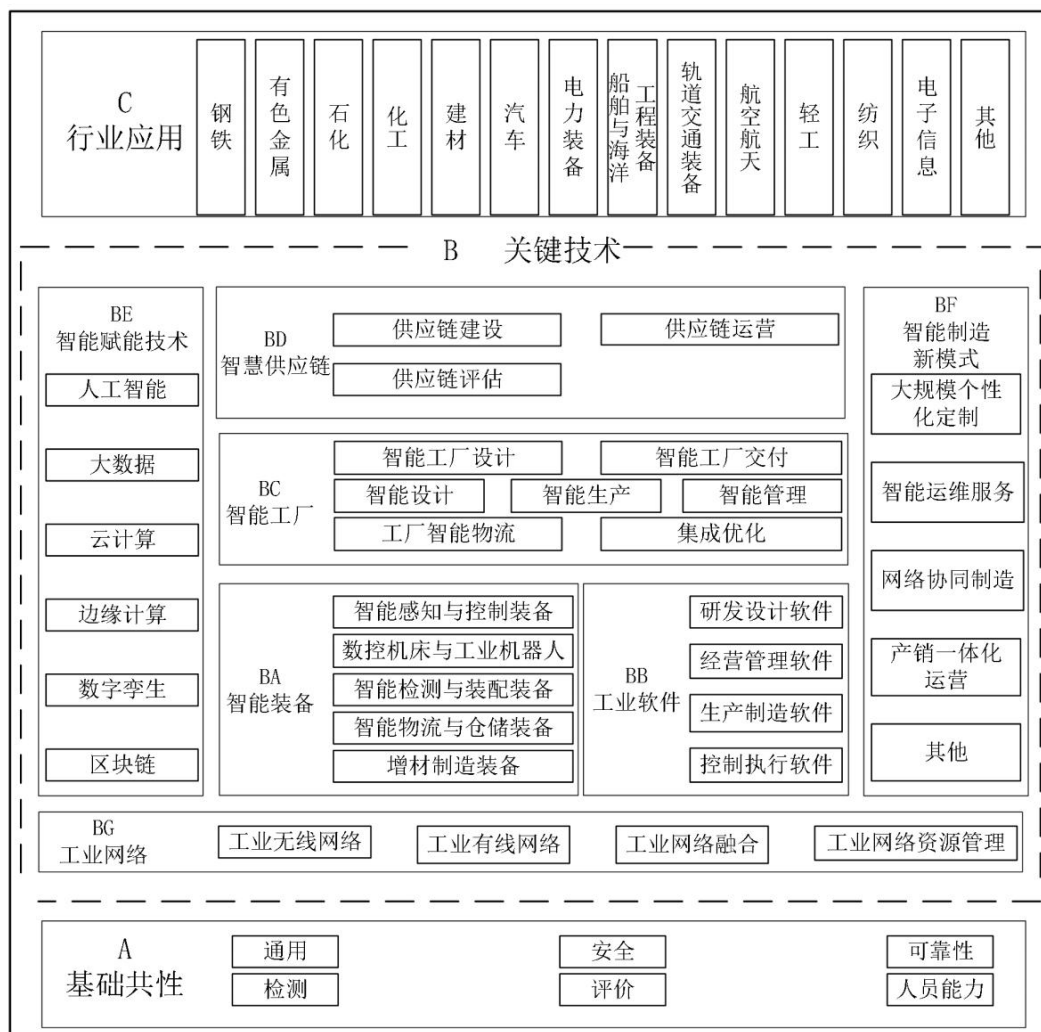 C
行业应用
钢铁
有色金属
石化
化工
建材
汽车
电力装备
船舶与海洋
工程装备
轨道交通装备
航空航天
轻工
纺织
电子信息
其他
B 关键技术
BE
智能赋能技术
人工智能
大数据
云计算
边缘计算
数字孪生
区块链
BD
智慧供应链
供应链建设
供应链运营
供应链评估
BC
智能工厂
智能工厂设计
智能工厂交付
智能设计
智能生产
智能管理
工厂智能物流
集成优化
BA
智能装备
智能感知与控制装备
数控机床与工业机器人
智能检测与装配装备
智能物流与仓储装备
增材制造装备
BB
工业软件
研发设计软件
经营管理软件
生产制造软件
控制执行软件
BF
智能制造
新模式
大规模个性
化定制
智能运维服务
网络协同制造
产销一体化
运营
其他
BG
工业网络
工业无线网络
工业有线网络
工业网络融合
工业网络资源管理
A
基础共性
通用
安全
可靠性
检测
评价
人员能力